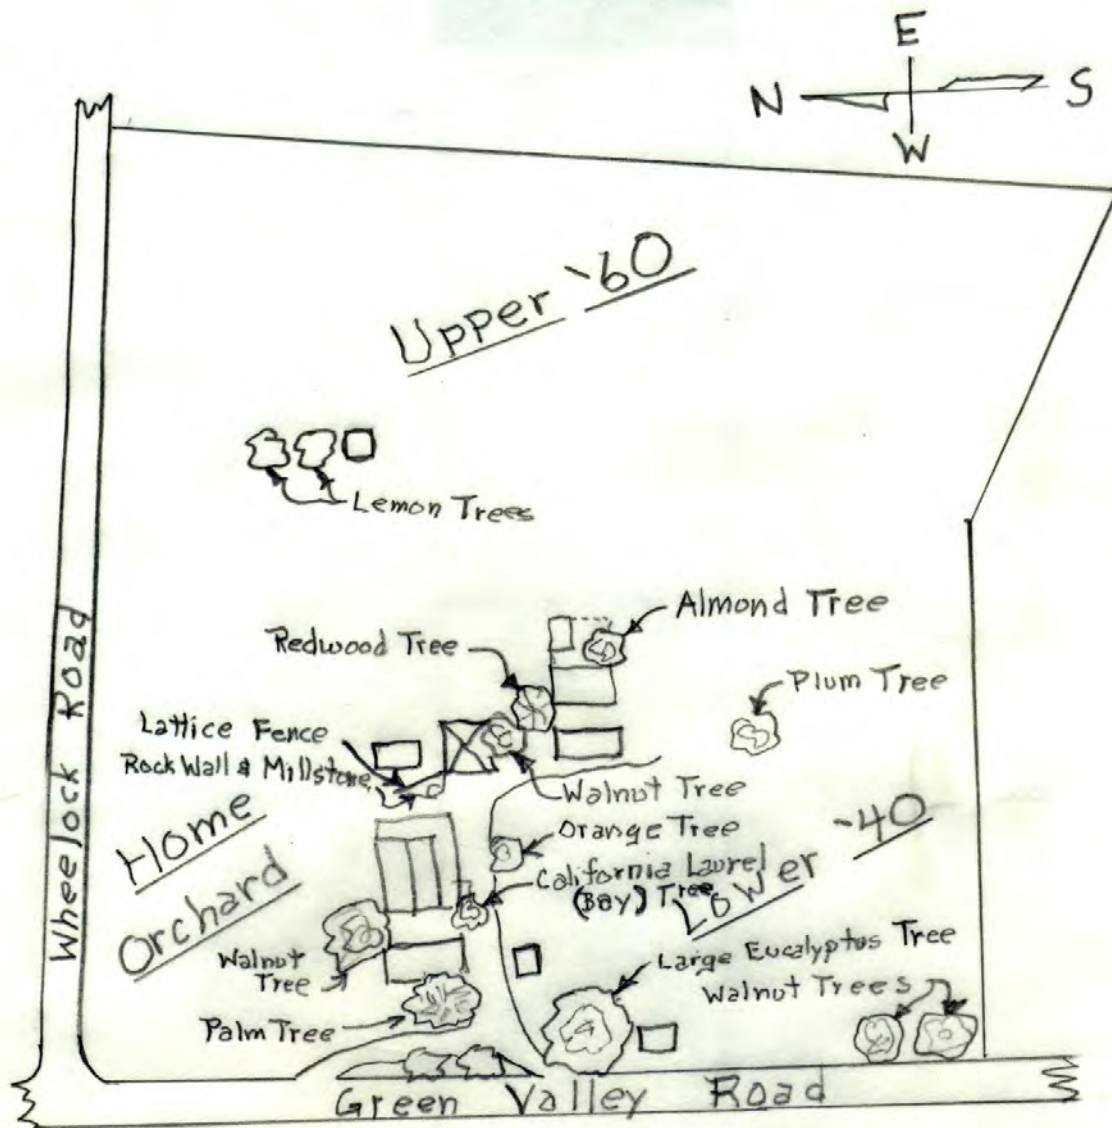 E
N S
W
Upper -60
Lemon Trees
Almond Tree
Redwood Tree
Plum Tree
Lattice Fence
Rock Wall & Millstone
Walnut Tree
Home
Orchard
Orange Tree
-40
California Laurel
(Bay) Tree
Lower
Large Eucalyptus Tree
Walnut
Tree
Walnut Trees
Palm Tree
Wheelock Road
Green Valley Road